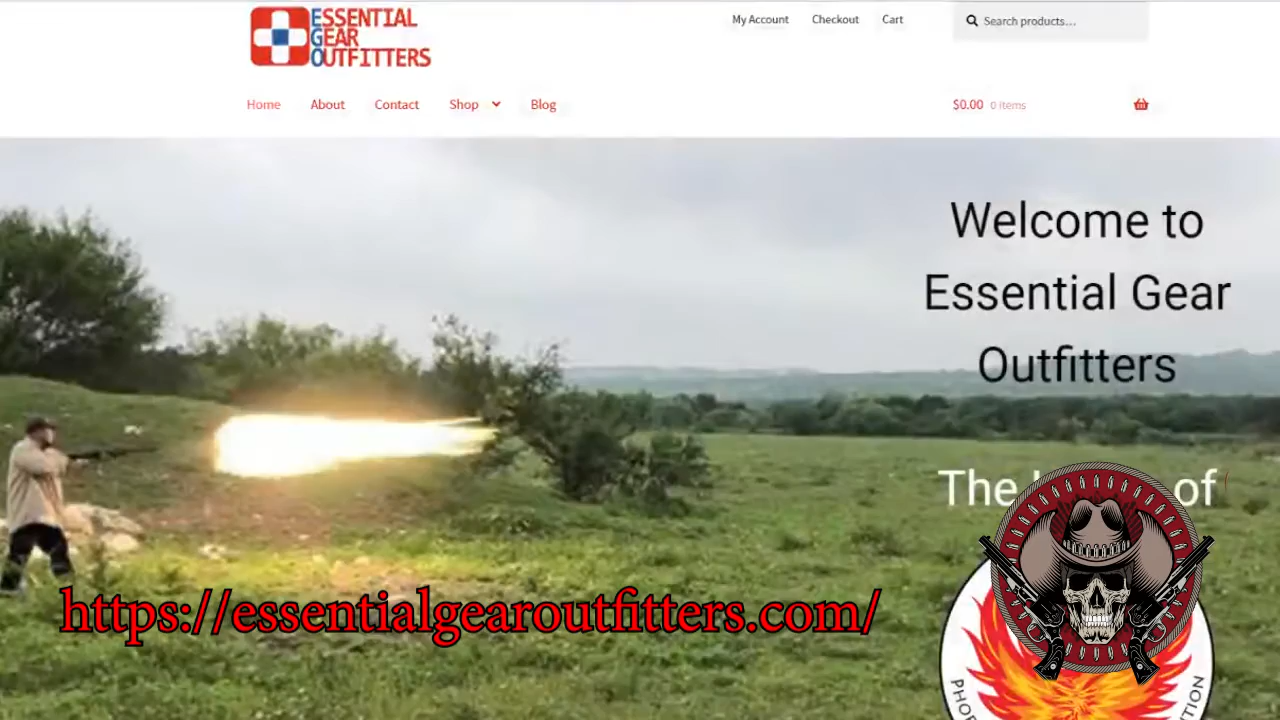 ESSENTIAL
GEAR
OUTFITTERS
My Account
Checkout
Cart
Search products…
Home
About
Contact
Shop
Blog
$0.00 0 items
Welcome to
Essential Gear
Outfitters
The of
https://essentialgearoutfitters.com/